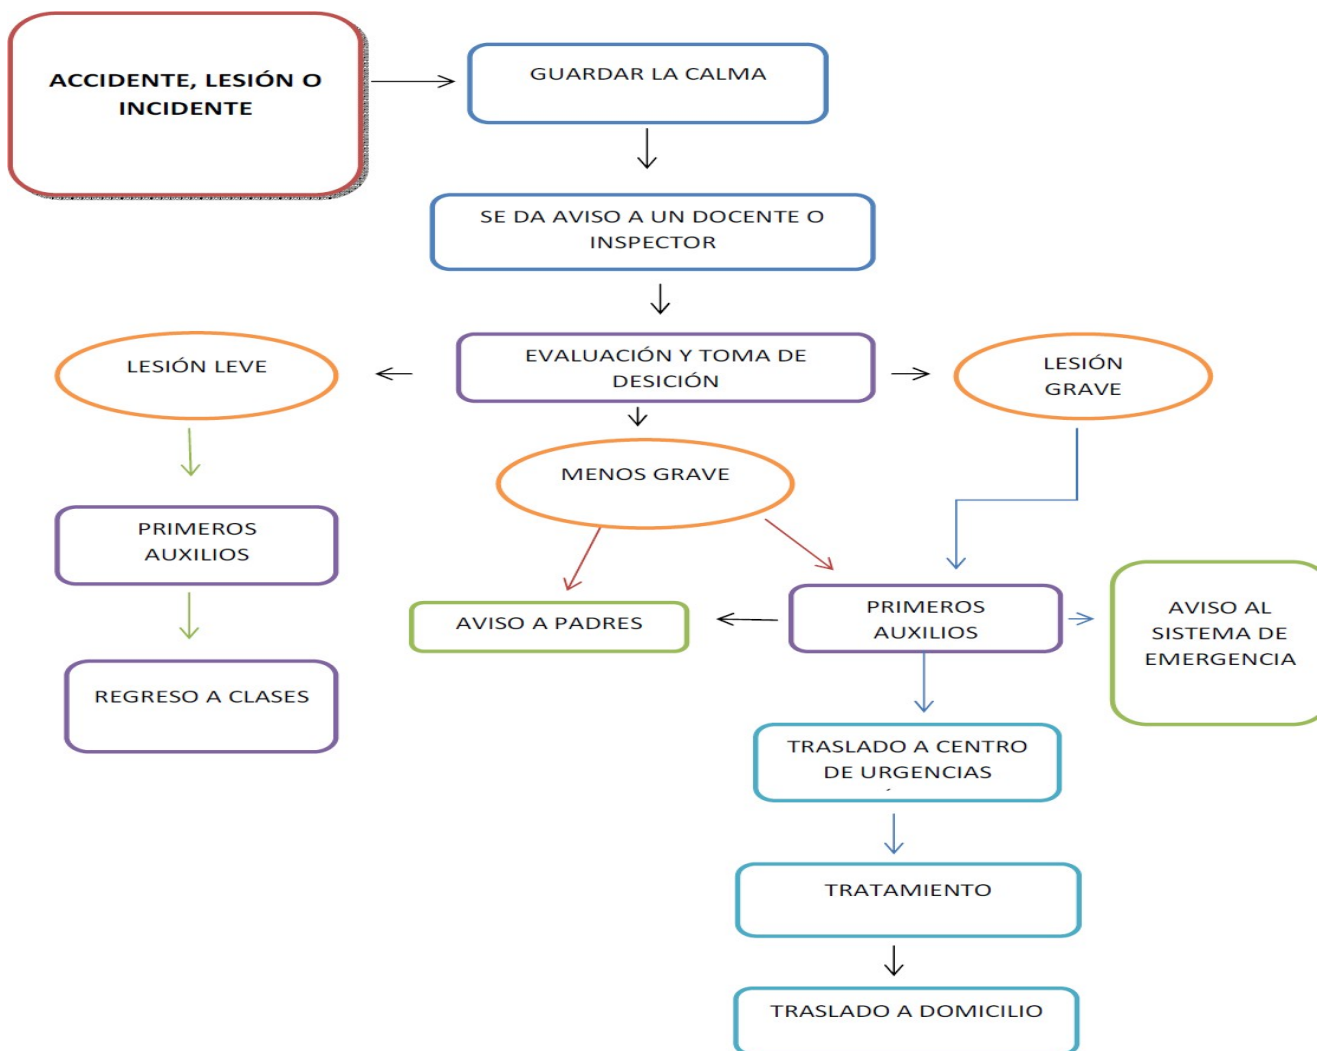 ACCIDENTE, LESIÓN O
INCIDENTE
GUARDAR LA CALMA
SE DA AVISO A UN DOCENTE O
INSPECTOR
EVALUACIÓN Y TOMA DE
DESICIÓN
LESIÓN LEVE
LESIÓN
GRAVE
MENOS GRAVE
PRIMEROS
AUXILIOS
REGRESO A CLASES
AVISO A PADRES
PRIMEROS
AUXILIOS
AVISO AL
SISTEMA DE
EMERGENCIA
TRASLADO A CENTRO
DE URGENCIAS
TRATAMIENTO
TRASLADO A DOMICILIO